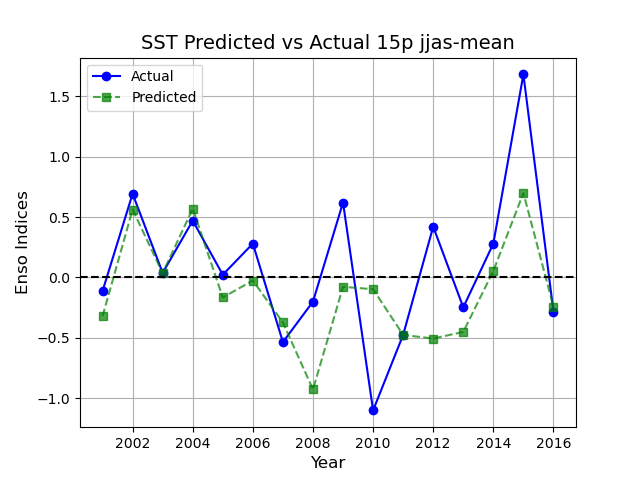 SST Predicted vs Actual 15p jjas-mean
Actual
Predicted
Enso Indices
1.5
1.0
0.5
0.0
−0.5
−1.0
2002 2004 2006 2008 2010 2012 2014 2016
Year